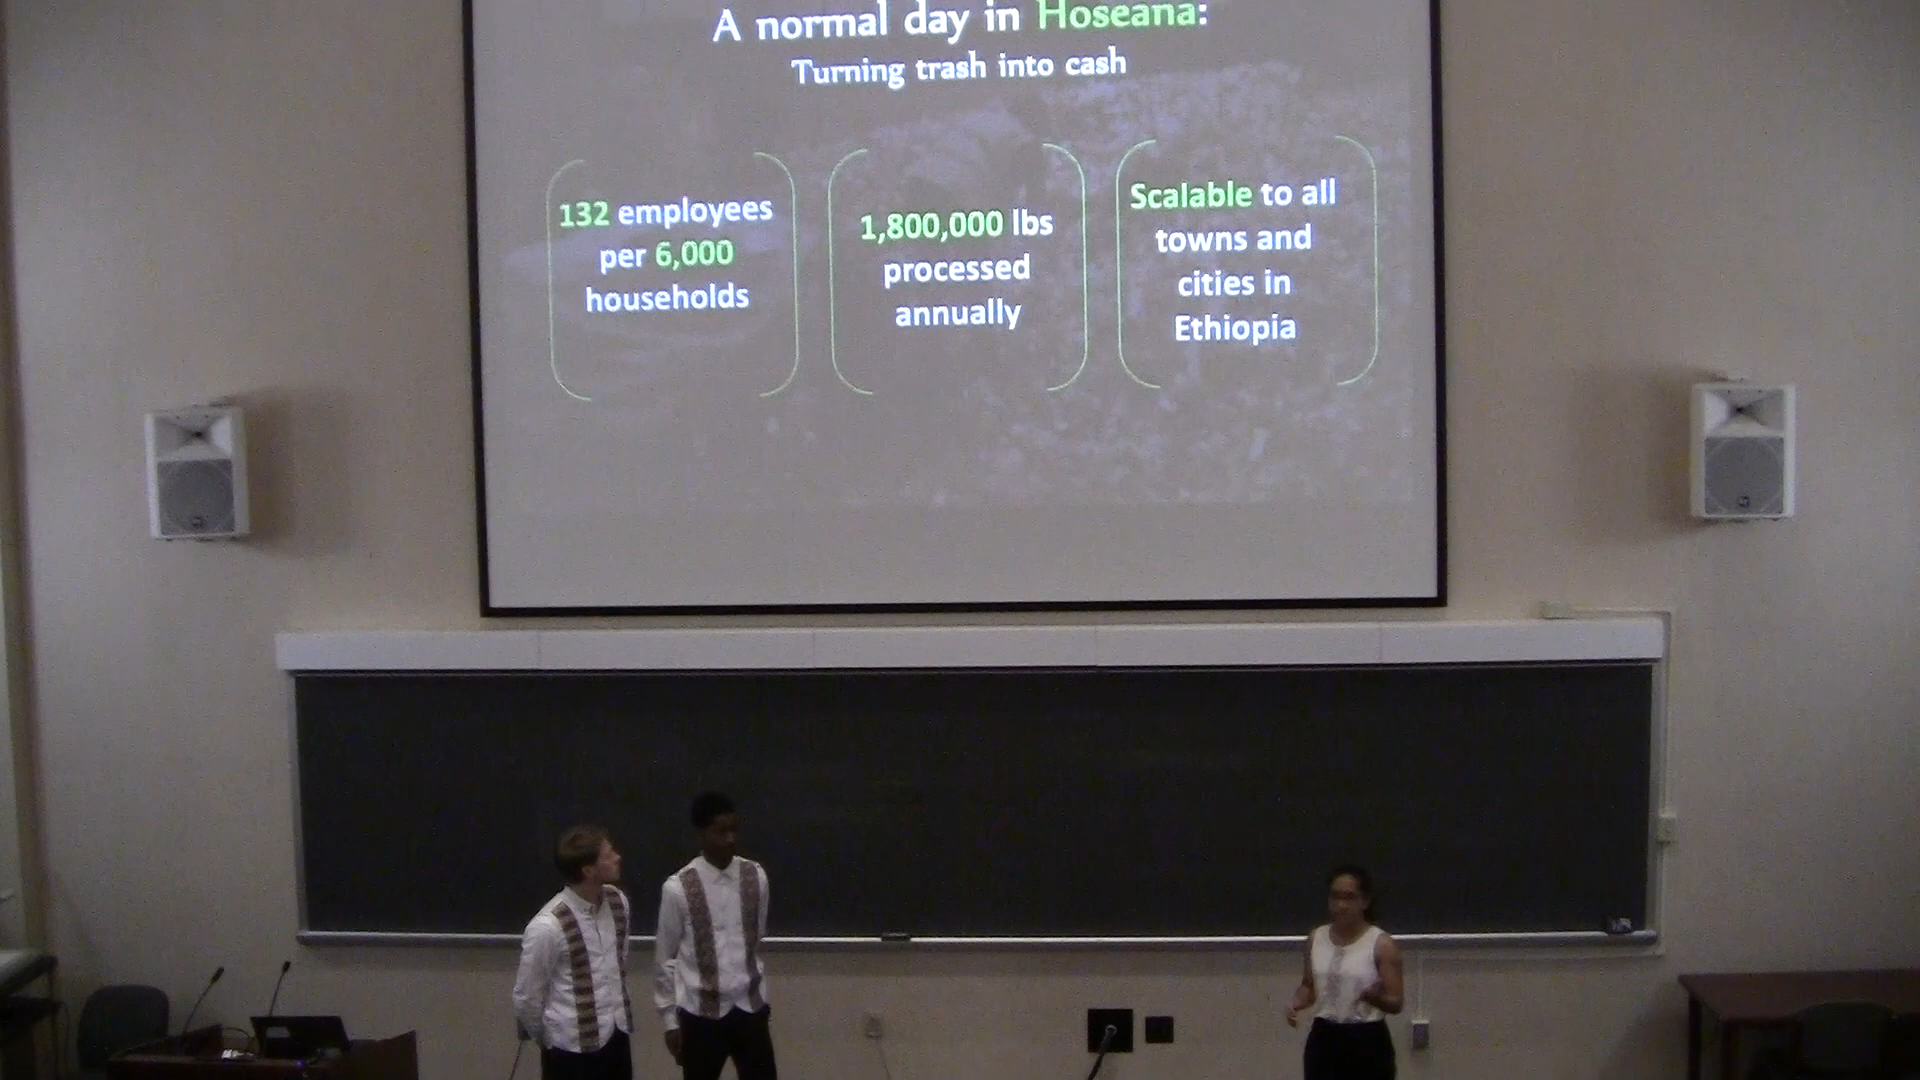 A normal day in Hoseana:
Turning trash into cash
132 employees
per 6,000
households
1,800,000 lbs
processed
annually
Scalable to all
towns and
cities in
Ethiopia